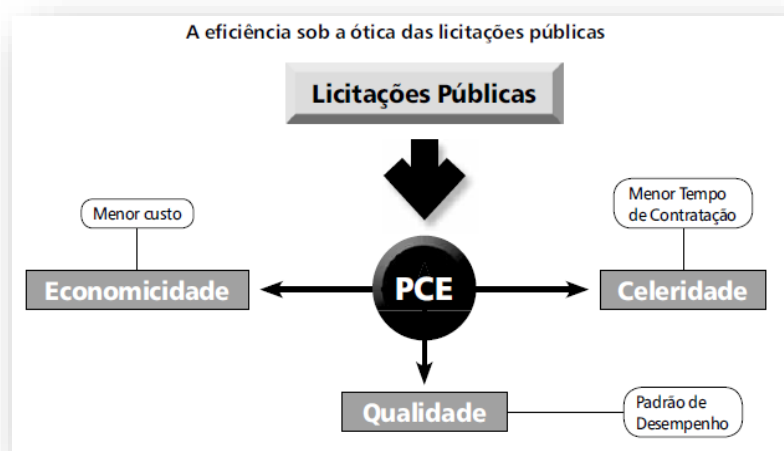 A eficiência sob a ótica das licitações públicas
Licitações Públicas
Menor custo
Menor Tempo
de Contratação
Economicidade
PCE
Celeridade
Qualidade
Padrão de
Desempenho